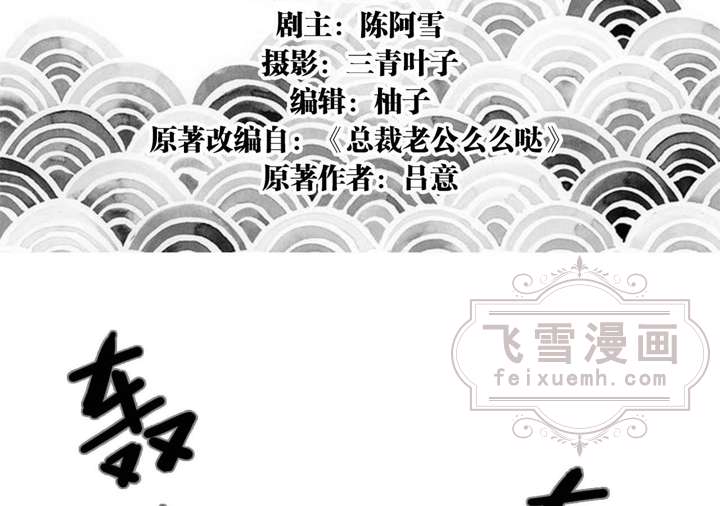 剧主：陈阿雪
摄影：三青叶子
编辑：柚子
原著改编自：《总裁老公么么哒》
原著作者：吕意
飞雪漫画
feixuemh.com
轰